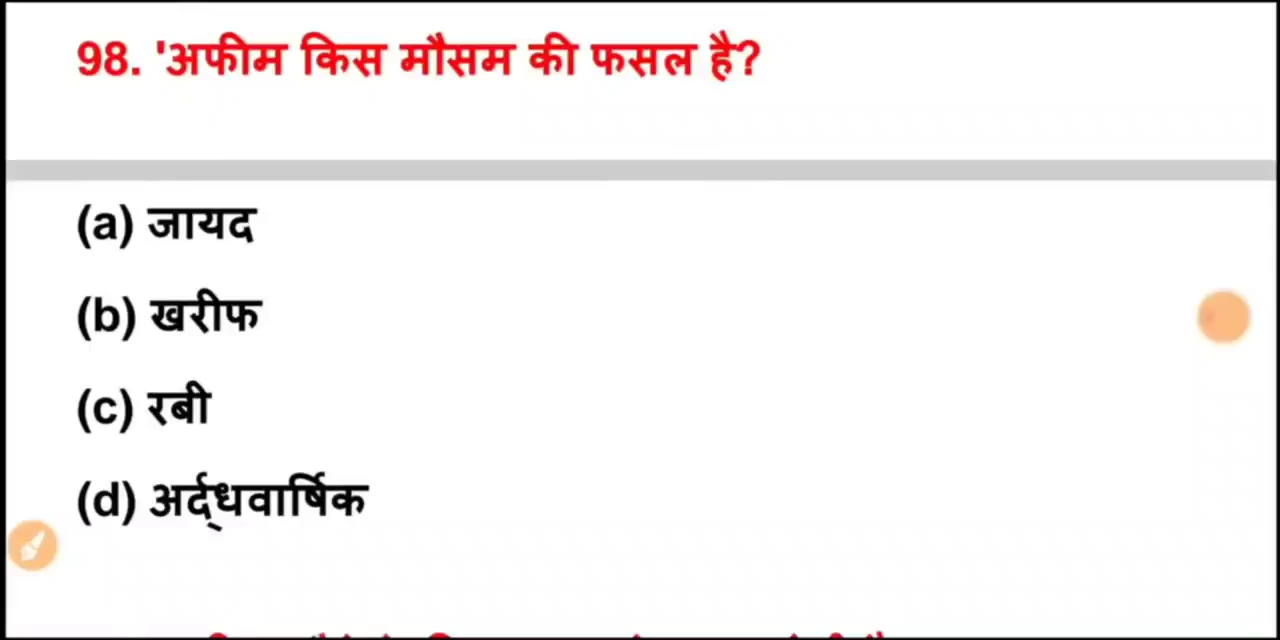 98. 'अफीम किस मौसम की फसल है?
(a) जायद
(b) खरीफ
(c) रबी
(d) अर्द्धवार्षिक